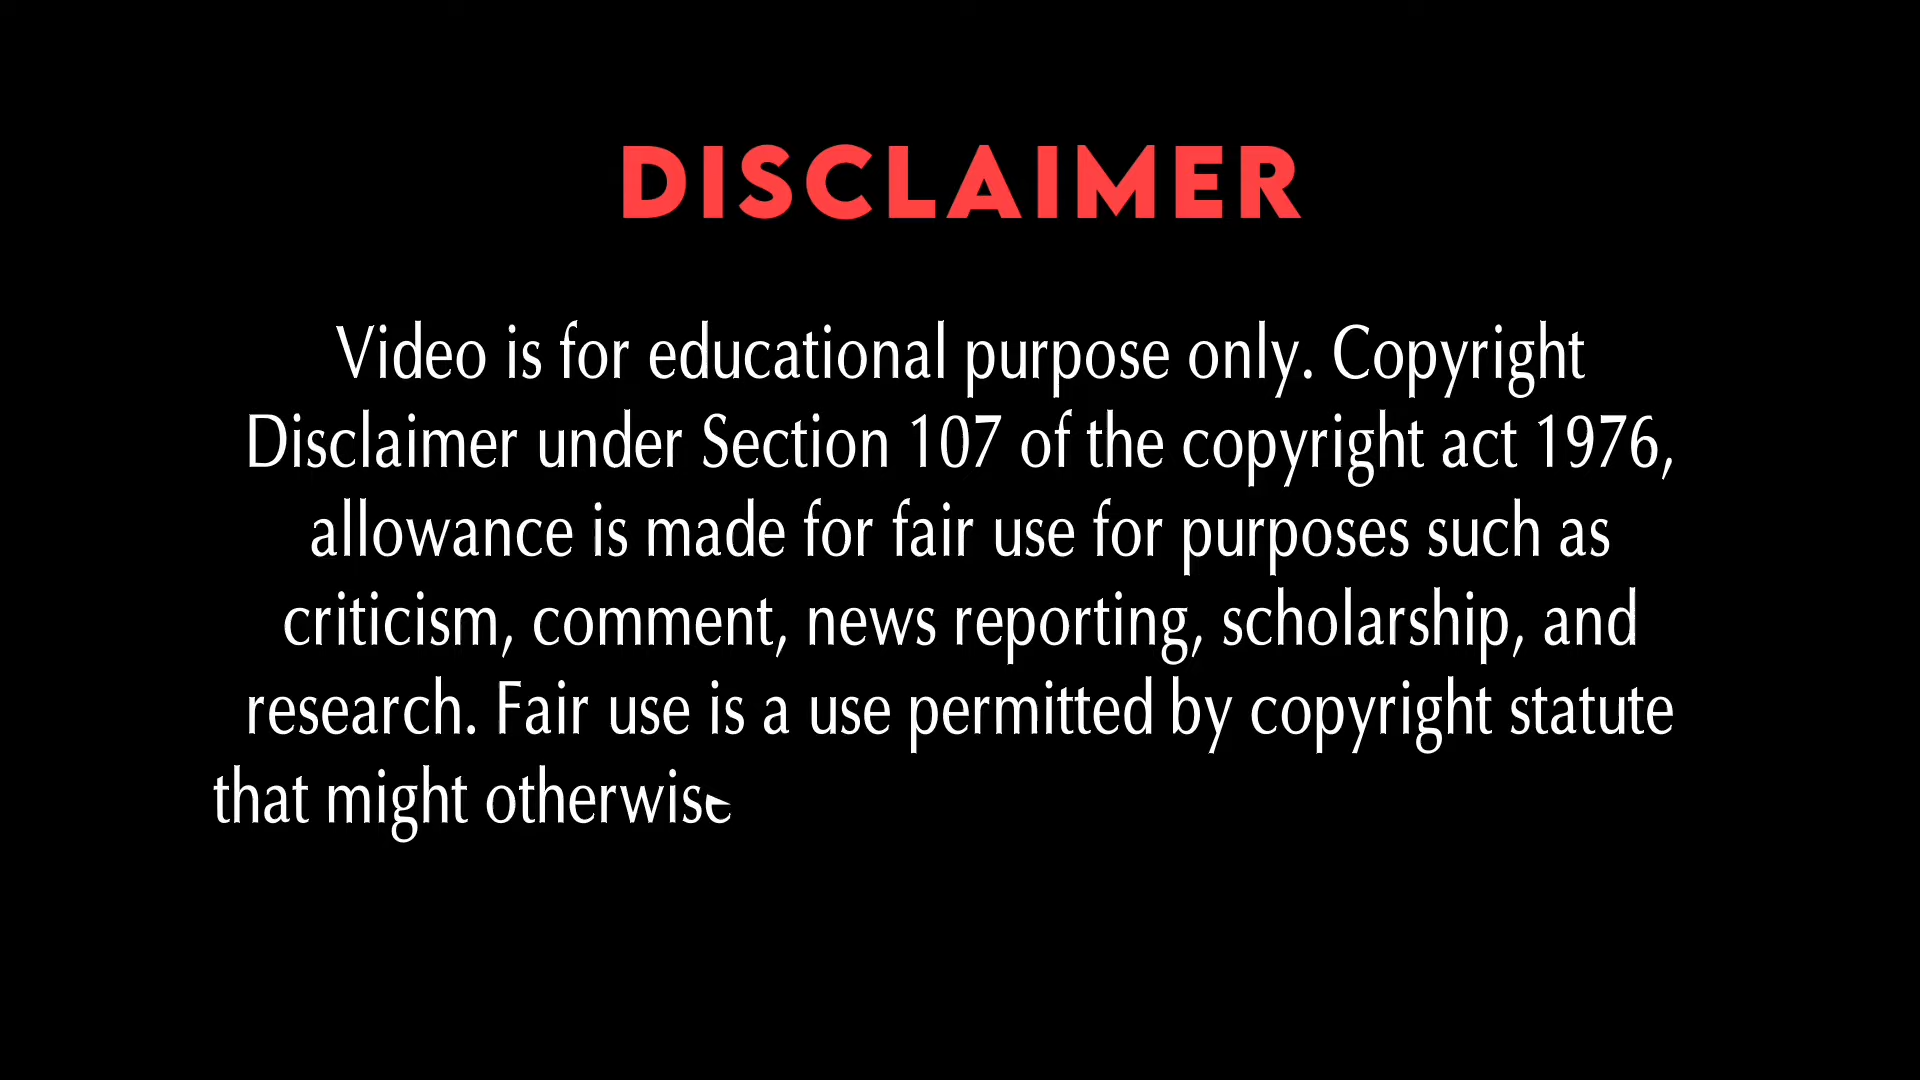 DISCLAIMER
Video is for educational purpose only. Copyright
Disclaimer under Section 107 of the copyright act 1976,
allowance is made for fair use for purposes such as
criticism, comment, news reporting, scholarship, and
research. Fair use is a use permitted by copyright statute
that might otherwise